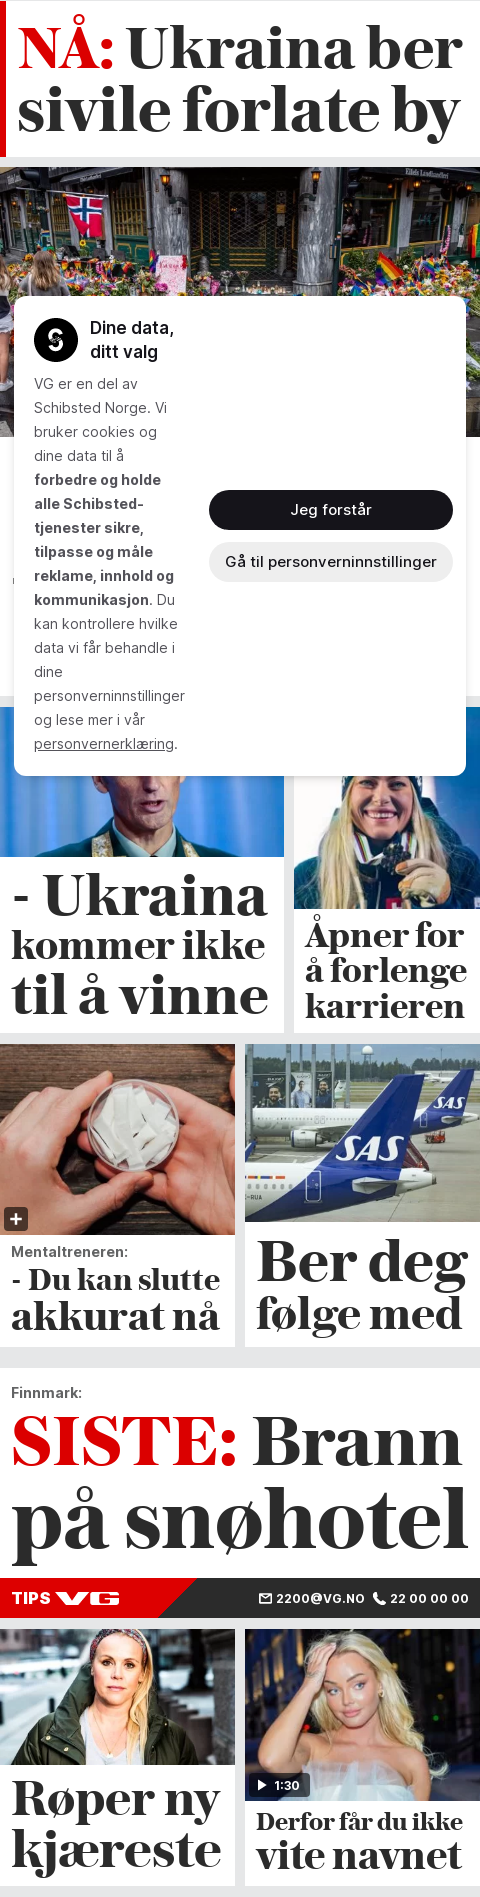 NÅ: Ukraina ber
sivile forlate by
Dine data,
ditt valg
VG er en del av
Schibsted Norge. Vi
bruker cookies og
dine data til å
forbedre og holde
alle Schibsted-
tjenester sikre,
tilpasse og måle
reklame, innhold og
kommunikasjon. Du
kan kontrollere hvilke
data vi får behandle i
dine
personverninnstillinger
og lese mer i vår
personvernerklæring.
Jeg forstår
Gå til personverninnstillinger
- Ukraina
kommer ikke
til å vinne
Åpner for
å forlenge
karrieren
Mentaltreneren:
- Du kan slutte
akkurat nå
SAS
SAS
Ber deg
følge med
Finnmark:
SISTE: Brann
på snøhotel
TIPS VG
2200@VG.NO 22 00 00 00
Røper ny
kjæreste
1:30
Derfor får du ikke
vite navnet